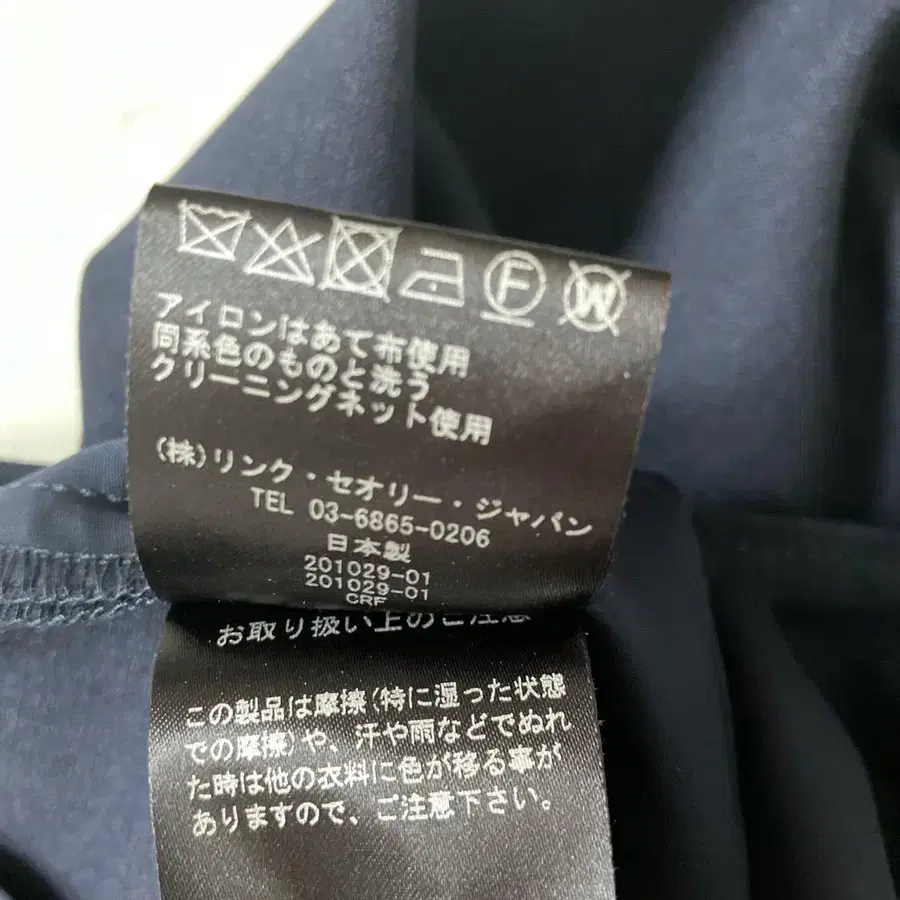 F W
アイロンはあて布使用
同系色のものと洗う
クリーニングネット使用
(株)リンク・セオリー・ジャパン
TEL 03-6865-0206
日本製
201029-01
201029-01
CRF
お取り扱い上のご注意
この製品は摩擦(特に湿った状態
での摩擦)や、汗や雨などでぬれ
た時は他の衣料に色が移る事が
ありますので、ご注意下さい。